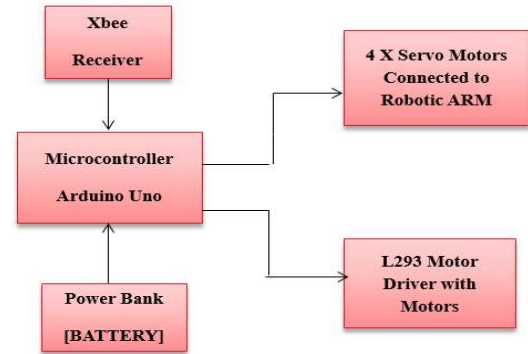 Xbee
Receiver
4 X Servo Motors
Connected to
Robotic ARM
Microcontroller
Arduino Uno
L293 Motor
Driver with
Motors
Power Bank
[BATTERY]